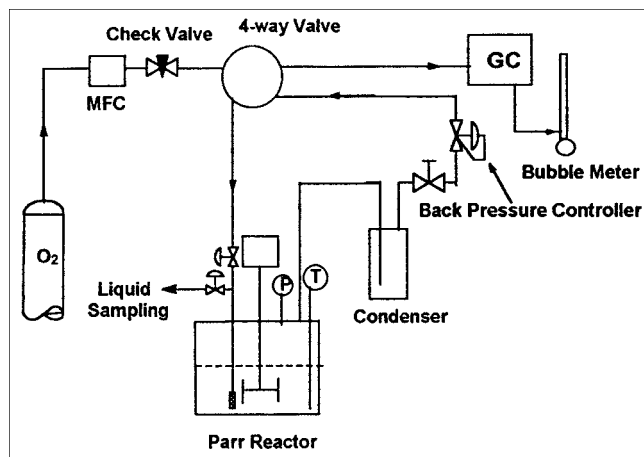 4-way Valve
Check Valve
GC
MFC
Bubble Meter
Back Pressure Controller
O2
P
T
Liquid
Sampling
Condenser
Parr Reactor